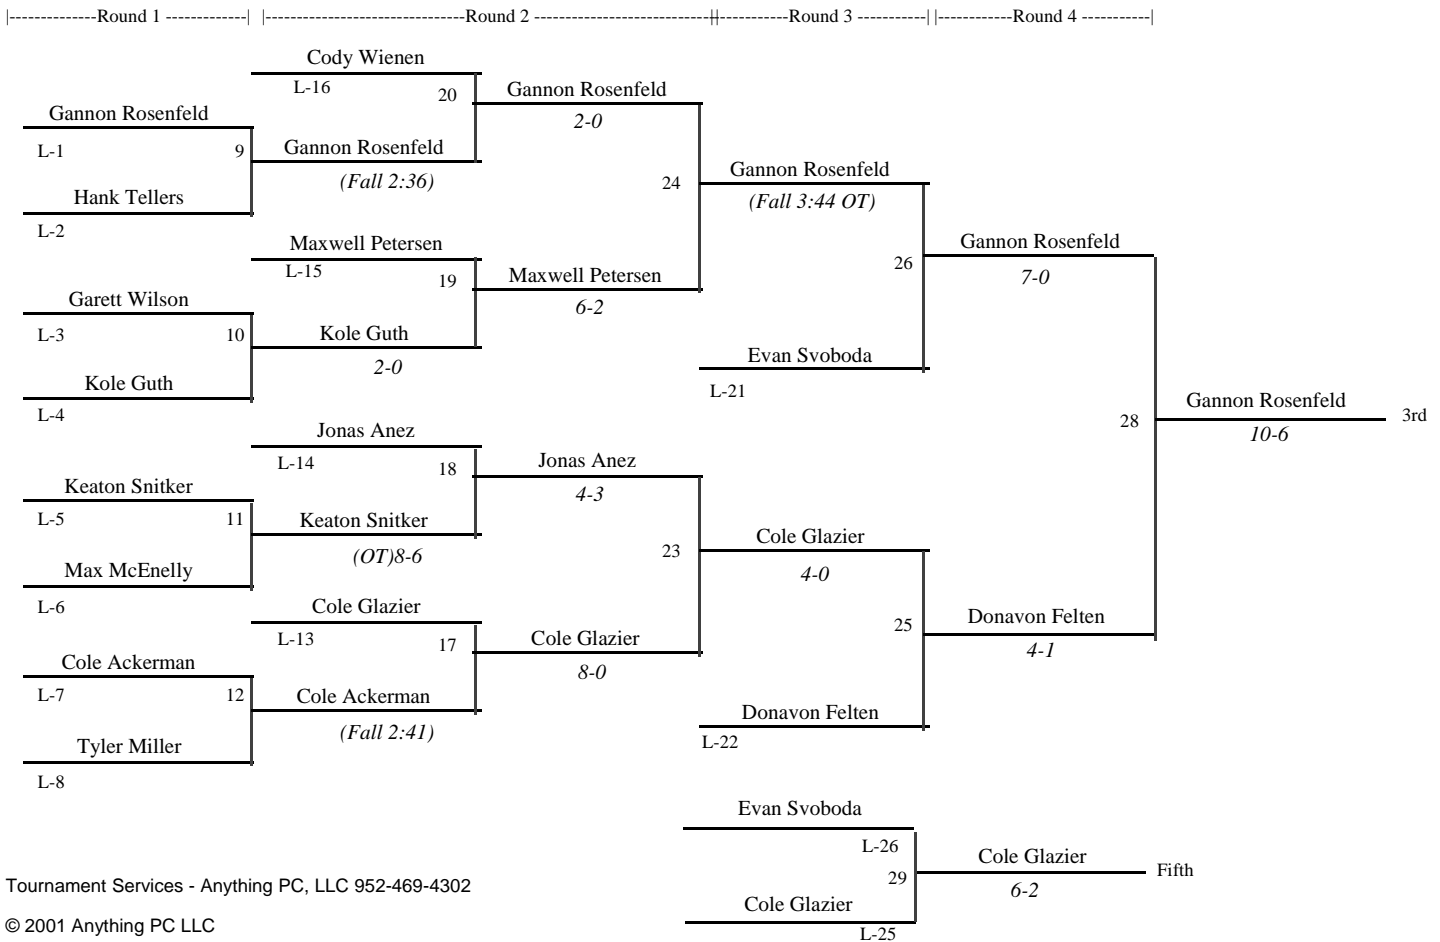 |--------------Round 1 --------------| |---------------------------------Round 2 -----------------------------||------------Round 3 ------------| |------------Round 4 -----------|
Cody Wienen
L-16
20
Gannon Rosenfeld
2-0
Gannon Rosenfeld
L-1
9
Gannon Rosenfeld
(Fall 2:36)
Hank Tellers
L-2
24
Gannon Rosenfeld
(Fall 3:44 OT)
Maxwell Petersen
L-15
19
Maxwell Petersen
6-2
Garett Wilson
L-3
10
Kole Guth
2-0
Kole Guth
L-4
26
Gannon Rosenfeld
7-0
Evan Svoboda
L-21
28
Gannon Rosenfeld
3rd
10-6
Jonas Anez
L-14
18
Jonas Anez
4-3
Keaton Snitker
L-5
11
Keaton Snitker
(OT)8-6
Max McEnelly
L-6
23
Cole Glazier
4-0
Cole Glazier
L-13
17
Cole Glazier
8-0
Cole Ackerman
L-7
12
Cole Ackerman
(Fall 2:41)
Tyler Miller
L-8
25
Donavon Felten
4-1
Donavon Felten
L-22
Evan Svoboda
L-26
29
Cole Glazier
Fifth
6-2
Cole Glazier
L-25
Tournament Services - Anything PC, LLC 952-469-4302
© 2001 Anything PC LLC